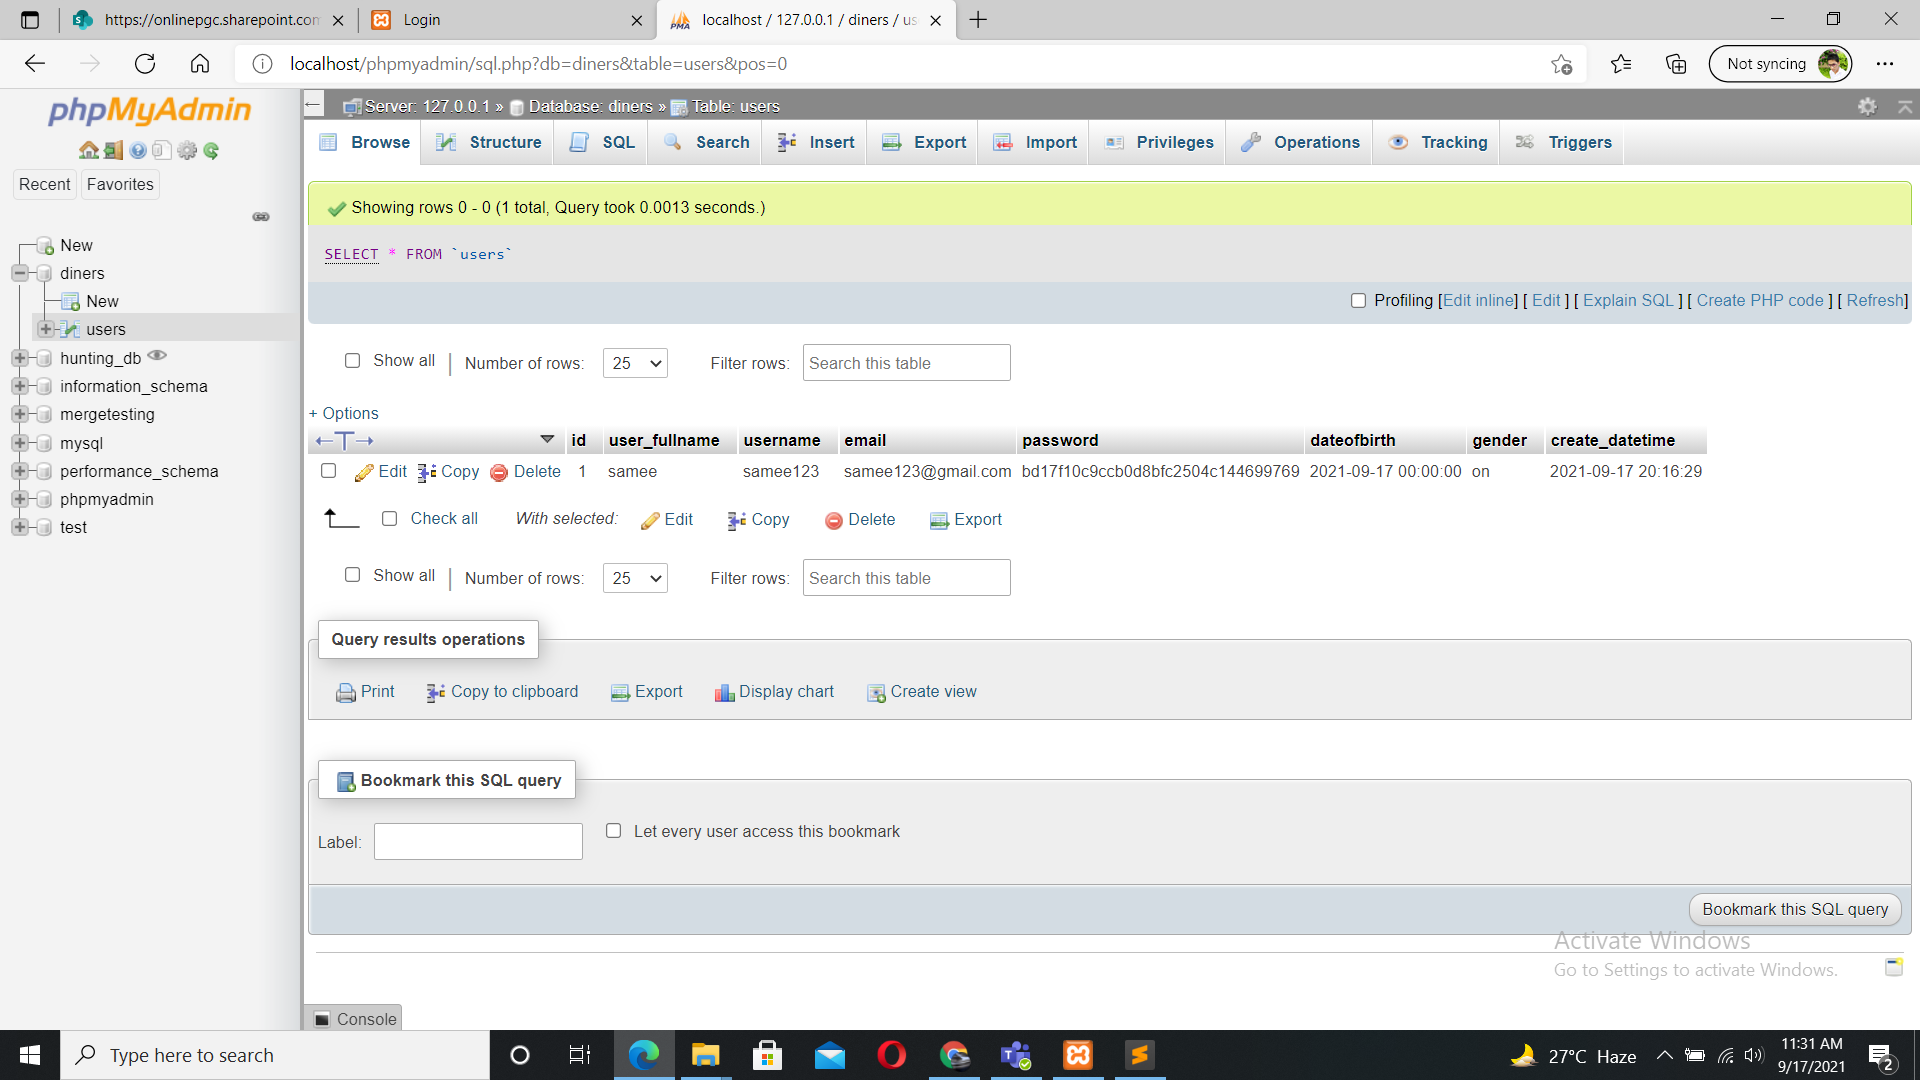 https://onlinepgc.sharepoint.com
Login
localhost / 127.0.0.1 / diners / us
localhost/phpmyadmin/sql.php?db=diners&table=users&pos=0
Not syncing
phpMyAdmin
Recent
Favorites
New
diners
New
users
hunting_db
information_schema
mergetesting
mysql
performance_schema
phpmyadmin
test
Server: 127.0.0.1 » Database: diners » Table: users
Browse
Structure
SQL
Search
Insert
Export
Import
Privileges
Operations
Tracking
Triggers
Showing rows 0 - 0 (1 total, Query took 0.0013 seconds.)
SELECT * FROM `users`
Profiling [Edit inline] [ Edit ] [ Explain SQL ] [ Create PHP code ] [ Refresh]
Show all | Number of rows: 25 Filter rows: Search this table
+ Options
id user_fullname username email password dateofbirth gender create_datetime
Edit Copy Delete 1 samee samee123 samee123@gmail.com bd17f10c9ccb0d8bfc2504c144699769 2021-09-17 00:00:00 on 2021-09-17 20:16:29
Check all With selected: Edit Copy Delete Export
Show all | Number of rows: 25 Filter rows: Search this table
Query results operations
Print Copy to clipboard Export Display chart Create view
Bookmark this SQL query
Label: Let every user access this bookmark
Bookmark this SQL query
Activate Windows
Go to Settings to activate Windows.
Console
Type here to search
27°C Haze
11:31 AM
9/17/2021
2